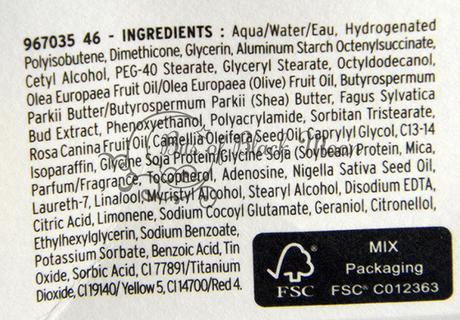 967035 46 - INGREDIENTS : Aqua/Water/Eau, Hydrogenated
Polyisobutene, Dimethicone, Glycerin, Aluminum Starch Octenylsuccinate,
Cetyl Alcohol, PEG-40 Stearate, Glyceryl Stearate, Octyldodecanol,
Olea Europaea Fruit Oil/Olea Europaea (Olive) Fruit Oil, Butyrospermum
Parkii Butter/Butyrospermum Parkii (Shea) Butter, Fagus Sylvatica
Bud Extract, Phenoxyethanol, Polyacrylamide, Sorbitan Tristearate,
Rosa Canina Fruit Oil, Camellia Oleifera Seed Oil, Caprylyl Glycol, C13-14
Isoparaffin, Glycine Soja Protein/Glycine Soja (Soybean) Protein, Mica,
Parfum/Fragrance, Tocopherol, Adenosine, Nigella Sativa Seed Oil,
Laureth-7, Linalool, Myristyl Alcohol, Stearyl Alcohol, Disodium EDTA,
Citric Acid, Limonene, Sodium Cocoyl Glutamate, Geraniol, Citronellol,
Ethylhexylglycerin, Sodium Benzoate,
Potassium Sorbate, Benzoic Acid, Tin
Oxide, Sorbic Acid, CI 77891/Titanium
Dioxide, CI 19140/ Yellow 5, CI 14700/Red 4.
FSC
MIX
Packaging
FSC® C012363